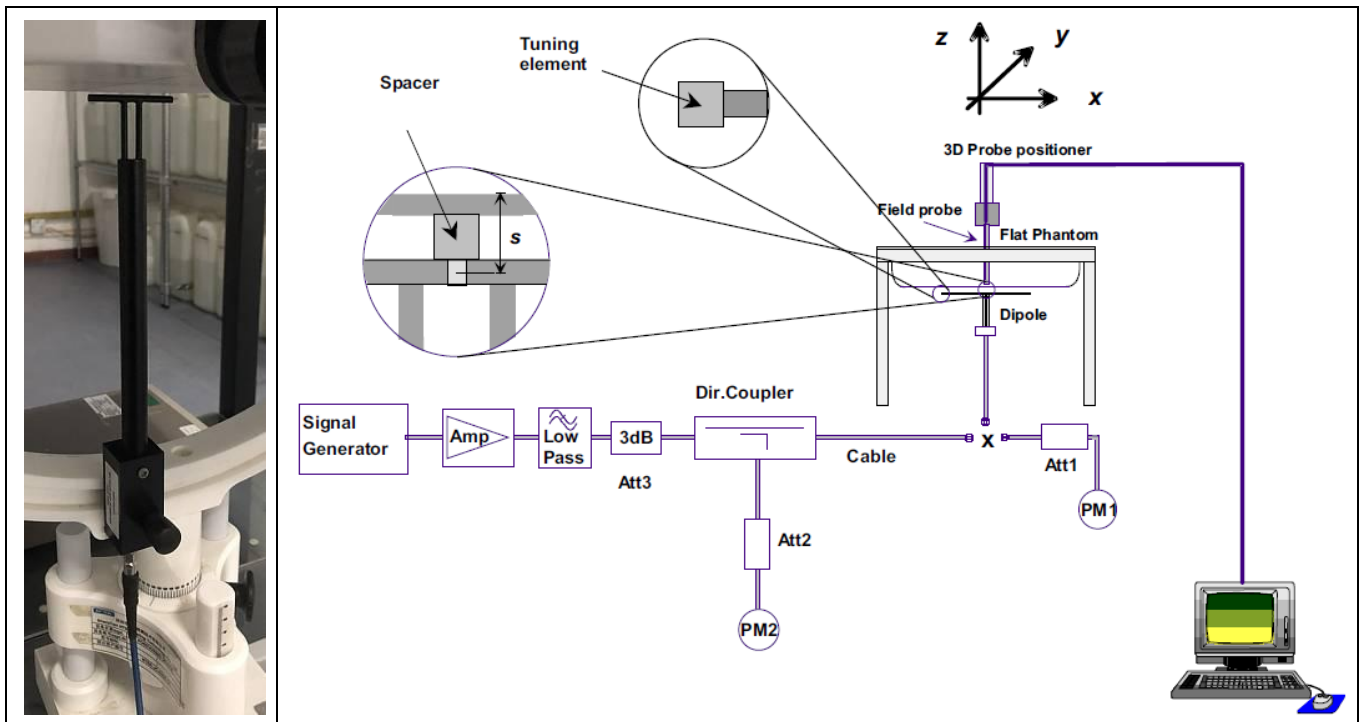 Tuning
element
Spacer
z
y
x
3D Probe positioner
Field probe
Flat Phantom
s
Dipole
Dir.Coupler
Signal
Generator
Amp
Low
Pass
3dB
Att3
Cable
x
Att1
PM1
Att2
PM2